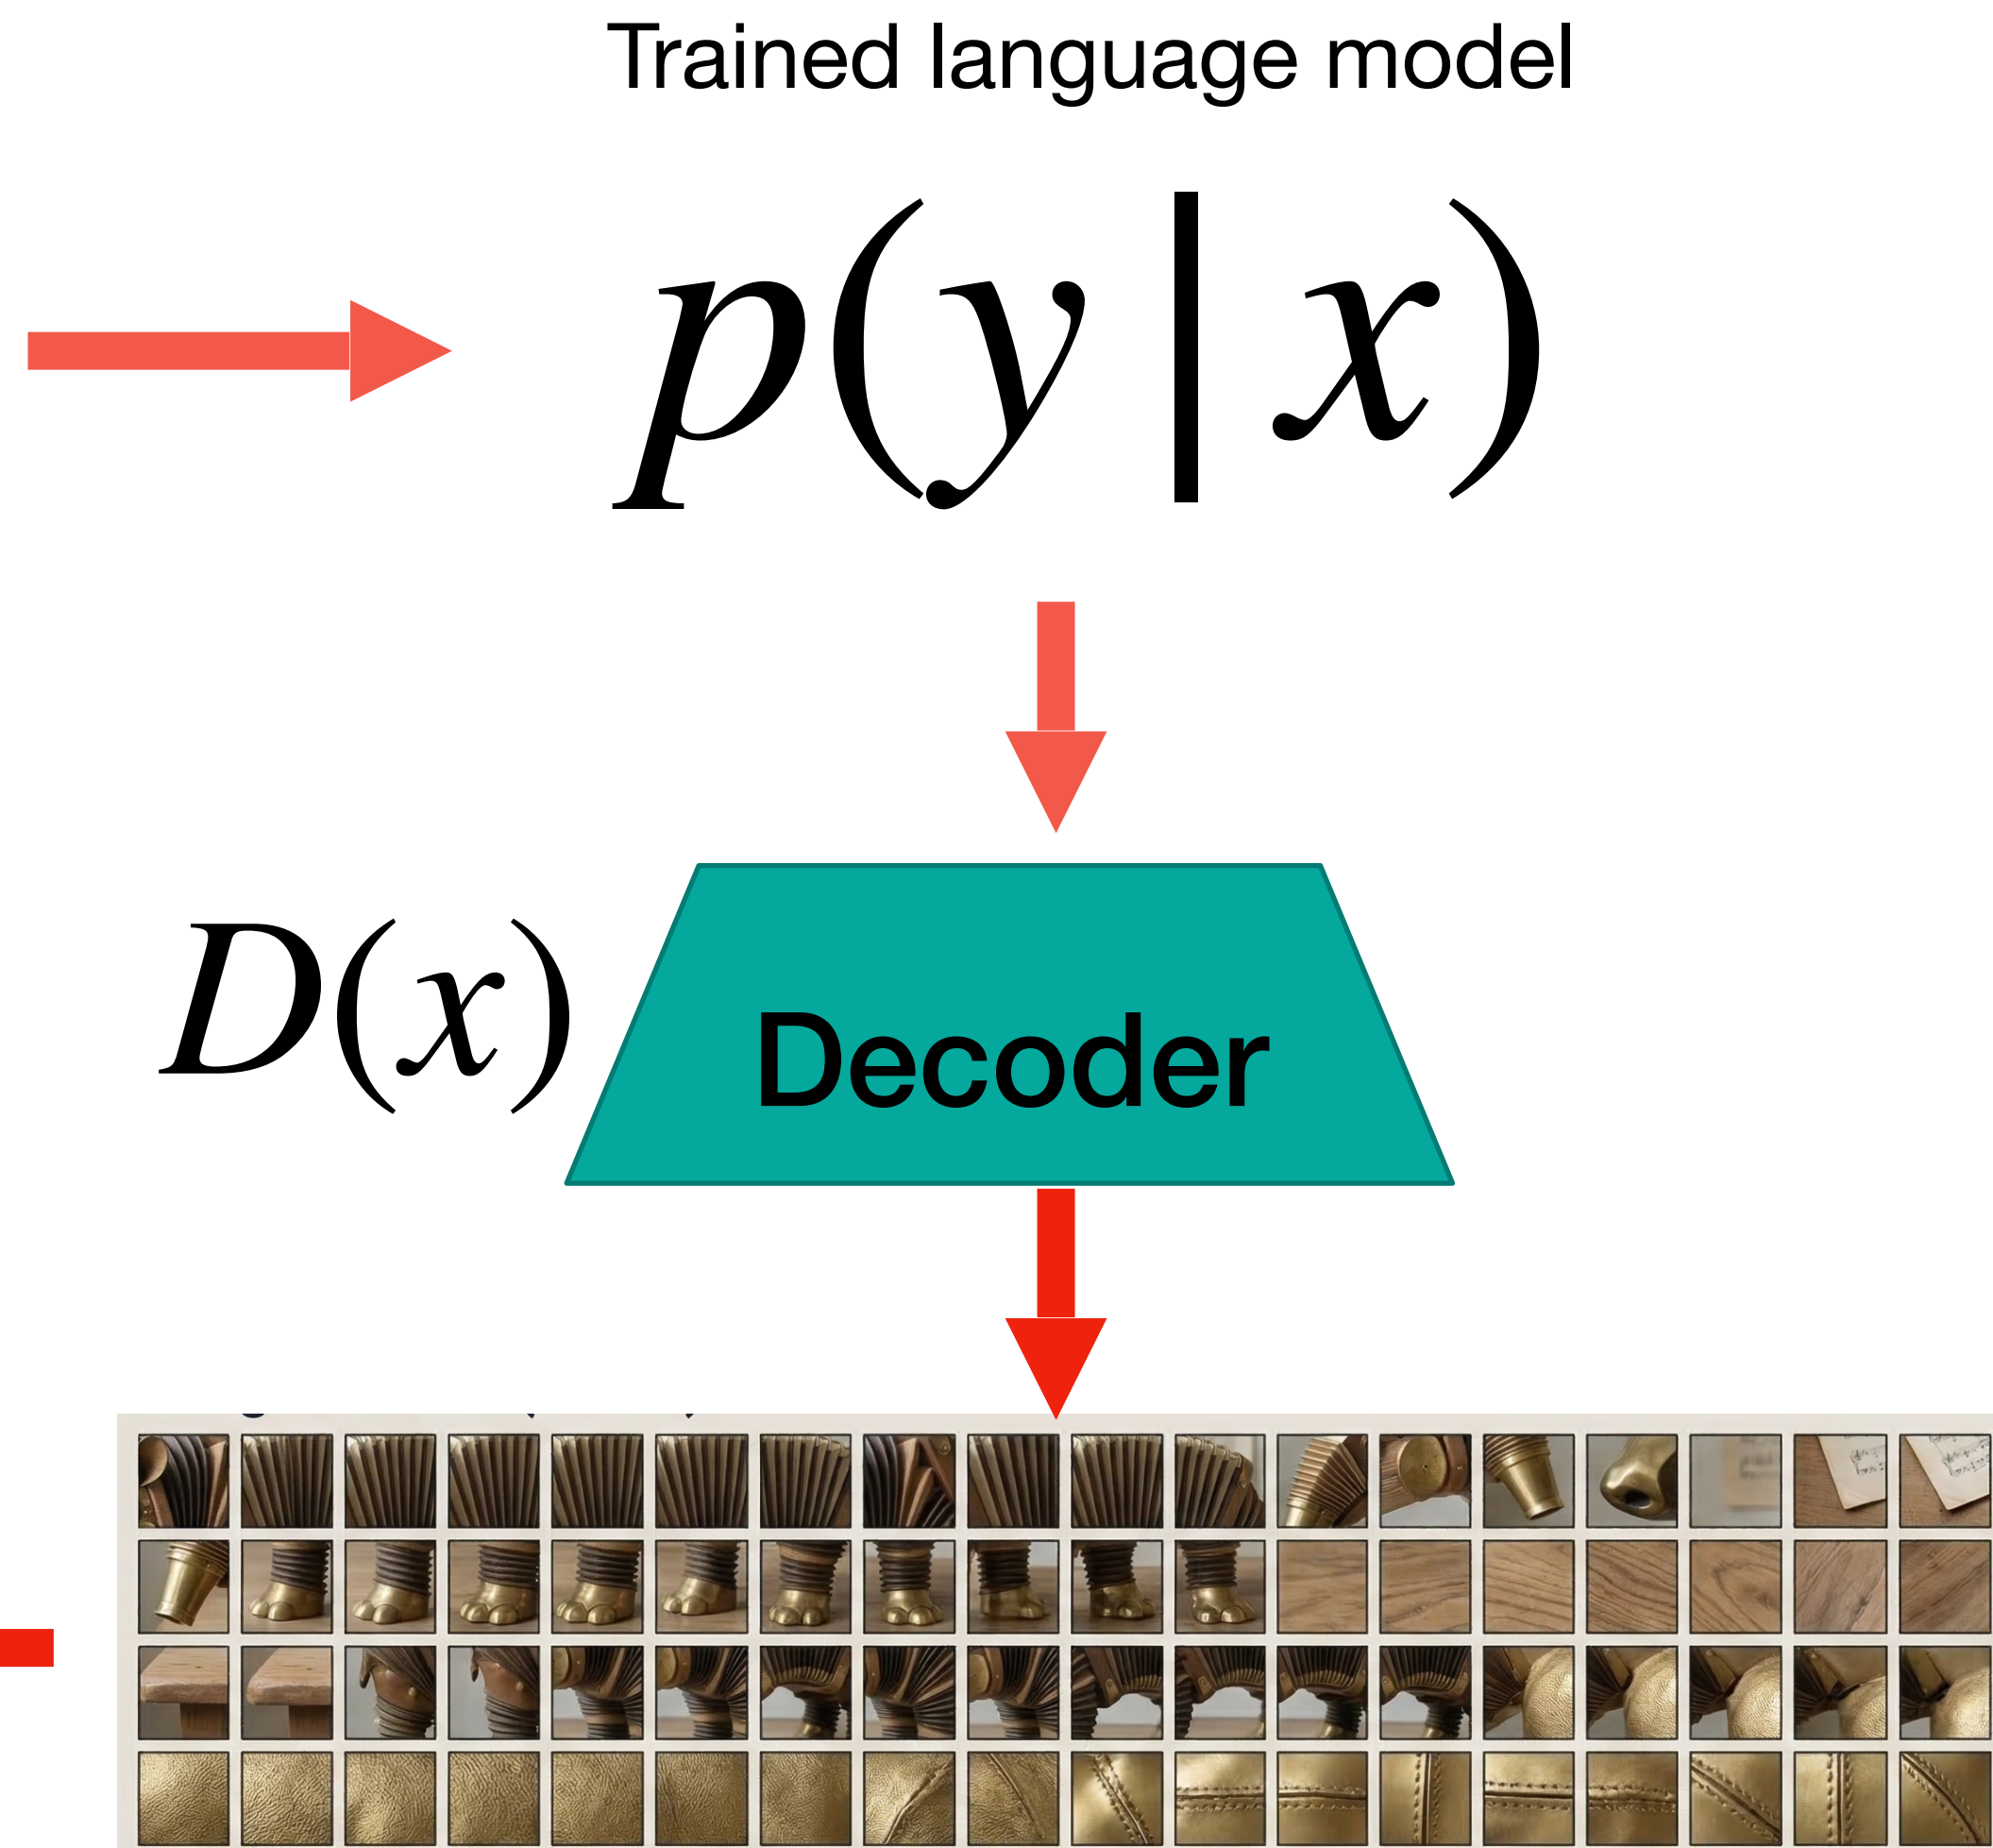 Trained language model
p(y | x)
D(x)
Decoder